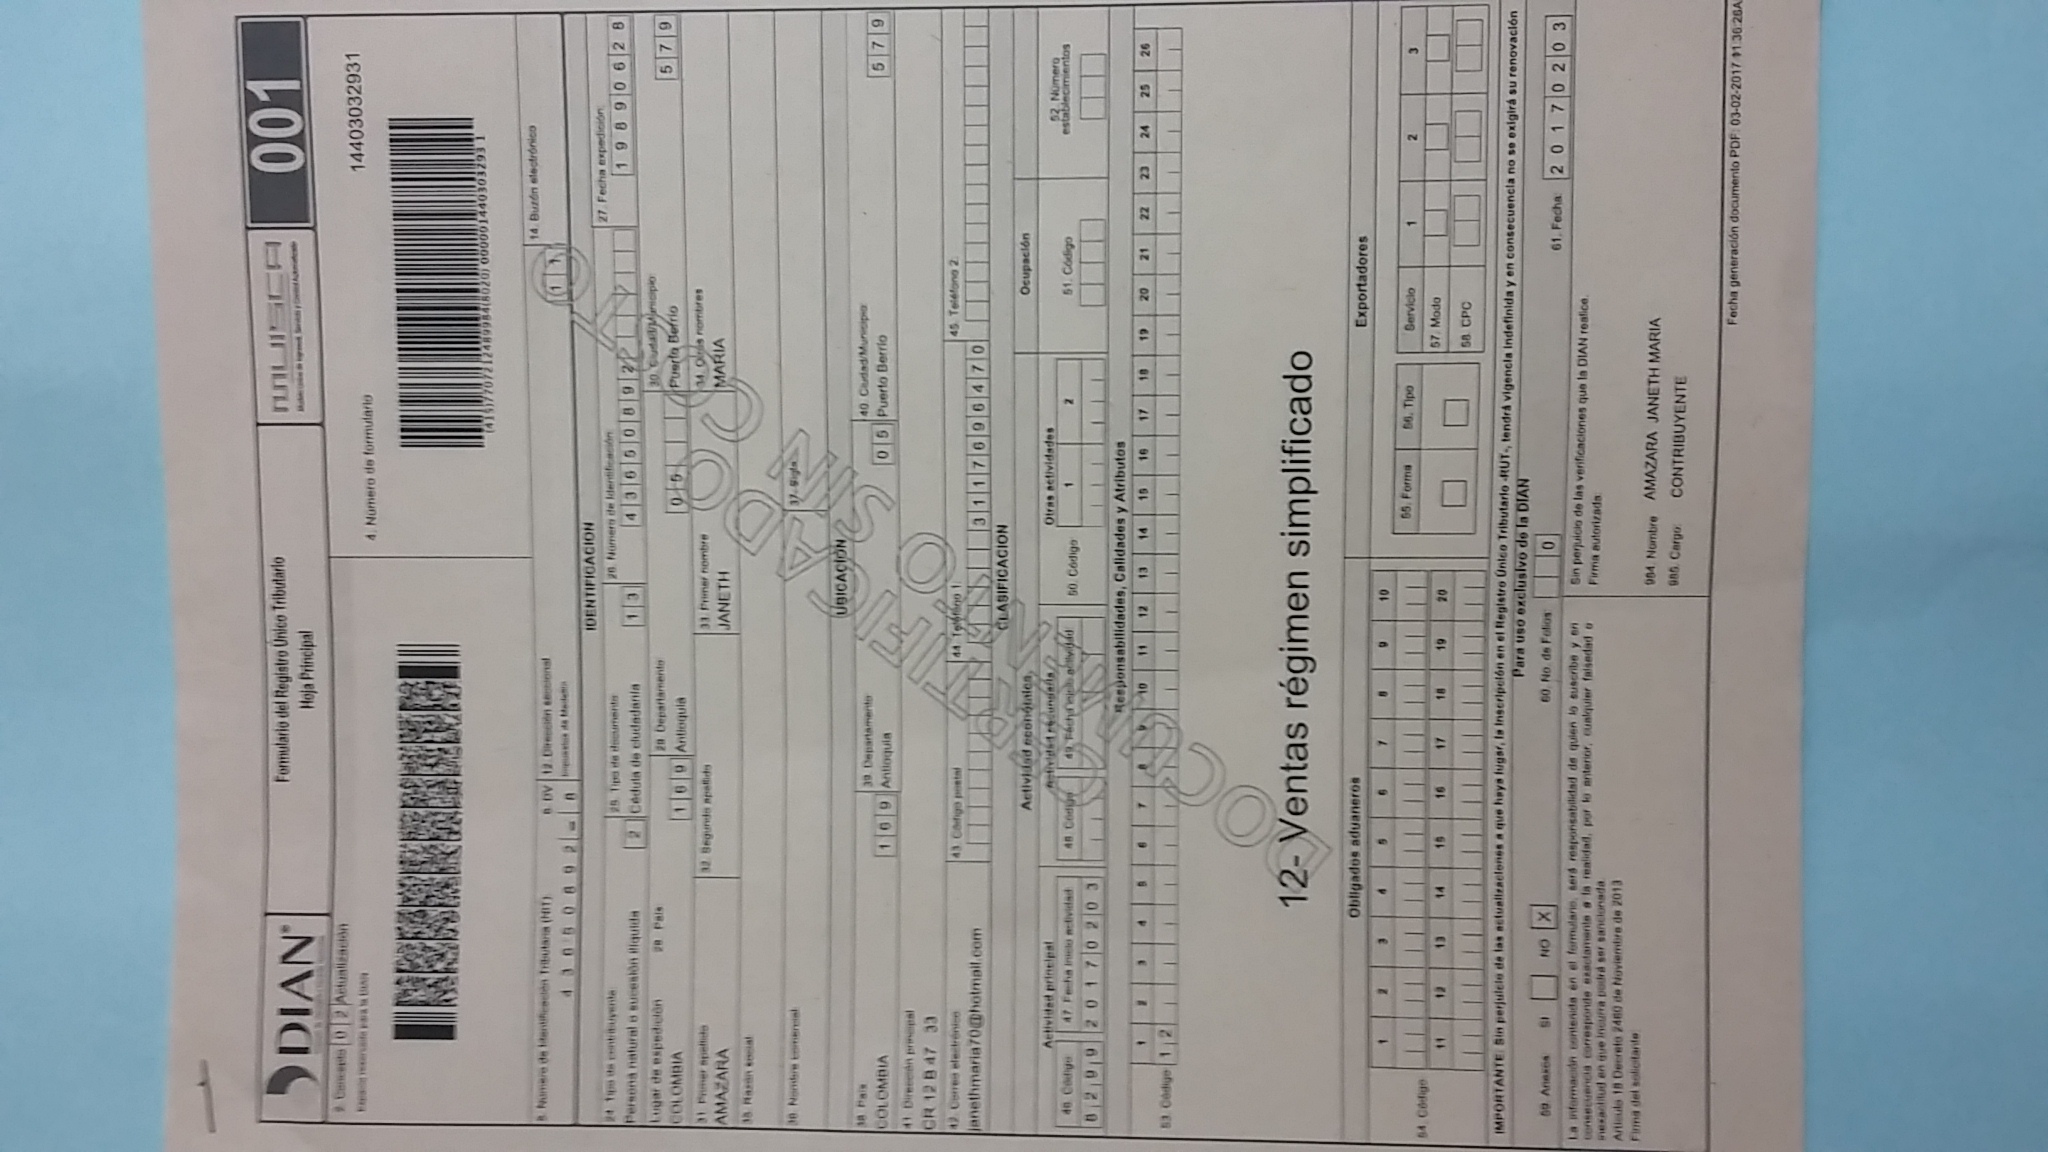 DIAN
Formulario del Registro Único Tributario
Hoja Principal
MUISCA
Modelo Único de Ingresos, Servicio y Control Automatizado
001
2. Concepto 0 2 Actualización
Espacio reservado para la DIAN
4. Número de formulario
14403032931
(415)7707212489984(8020) 000001440303293 1
5. Número de Identificación Tributaria (NIT):
6. DV
12. Dirección seccional
14. Buzón electrónico
4 3 6 5 0 8 9 2 - 8
Impuestos de Medellín
1 1
IDENTIFICACION
24. Tipo de contribuyente:
25. Tipo de documento:
26. Número de Identificación:
27. Fecha expedición:
Persona natural o sucesión ilíquida 2
Cédula de ciudadanía 1 3
4 3 6 5 0 8 9 2
1 9 8 9 0 6 2 8
Lugar de expedición 28. País
29. Departamento:
30. Ciudad/Municipio:
COLOMBIA 1 6 9
Antioquia 0 5
Puerto Berrío 5 7 9
31. Primer apellido
32. Segundo apellido
33. Primer nombre
34. Otros nombres
AMAZARA
JANETH
MARIA
35. Razón social:
36. Nombre comercial:
37. Sigla:
UBICACIÓN
38. País
39. Departamento:
40. Ciudad/Municipio:
COLOMBIA 1 6 9
Antioquia 0 5
Puerto Berrío 5 7 9
41. Dirección principal
CR 12 B 47 33
42. Correo electrónico:
43. Código postal
44. Teléfono 1:
45. Teléfono 2:
janethmaria70@hotmail.com
3 1 1 7 6 9 6 4 7 0
CLASIFICACION
Actividad económica
Ocupación
Actividad principal
Actividad secundaria
Otras actividades
52. Número establecimientos
46. Código:
47. Fecha inicio actividad:
48. Código:
49. Fecha inicio actividad:
50. Código:
1 2
51. Código:
8 2 9 9
2 0 1 7 0 2 0 3
Responsabilidades, Calidades y Atributos
1 2 3 4 5 6 7 8 9 10 11 12 13 14 15 16 17 18 19 20 21 22 23 24 25 26
53. Código: 1 2
12- Ventas régimen simplificado
CERTIFICADO
DOCUMENTO SIN COSTO
Obligados aduaneros
Exportadores
1 2 3 4 5 6 7 8 9 10
54. Código:
11 12 13 14 15 16 17 18 19 20
55. Forma
56. Tipo
Servicio 1 2 3
57. Modo
58. CPC
IMPORTANTE: Sin perjuicio de las actualizaciones a que haya lugar, la inscripción en el Registro Único Tributario -RUT-, tendrá vigencia indefinida y en consecuencia no se exigirá su renovación
Para uso exclusivo de la DIAN
59. Anexos: SI NO X
60. No. de Folios: 0
61. Fecha: 2 0 1 7 0 2 0 3
La información contenida en el formulario, será responsabilidad de quien lo suscribe y en
consecuencia corresponde exactamente a la realidad, por lo anterior, cualquier falsedad o
inexactitud en que incurra podrá ser sancionada.
Artículo 18 Decreto 2460 de Noviembre de 2013
Firma del solicitante:
Sin perjuicio de las verificaciones que la DIAN realice.
Firma autorizada:
984. Nombre AMAZARA JANETH MARIA
985. Cargo: CONTRIBUYENTE
Fecha generación documento PDF: 03-02-2017 11:36:26A